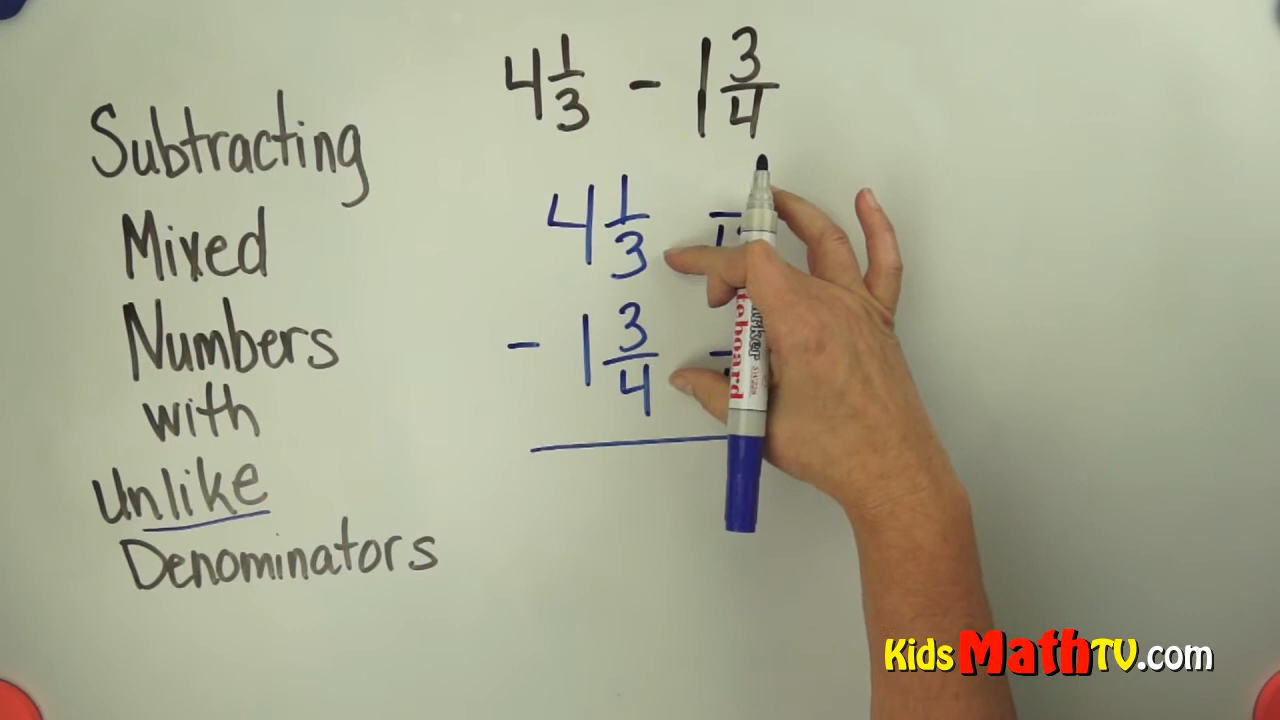 4 1/3 - 1 3/4
Subtracting
Mixed
Numbers
with
Unlike
Denominators
4 1/3
- 1 3/4
KidsMathTV.com